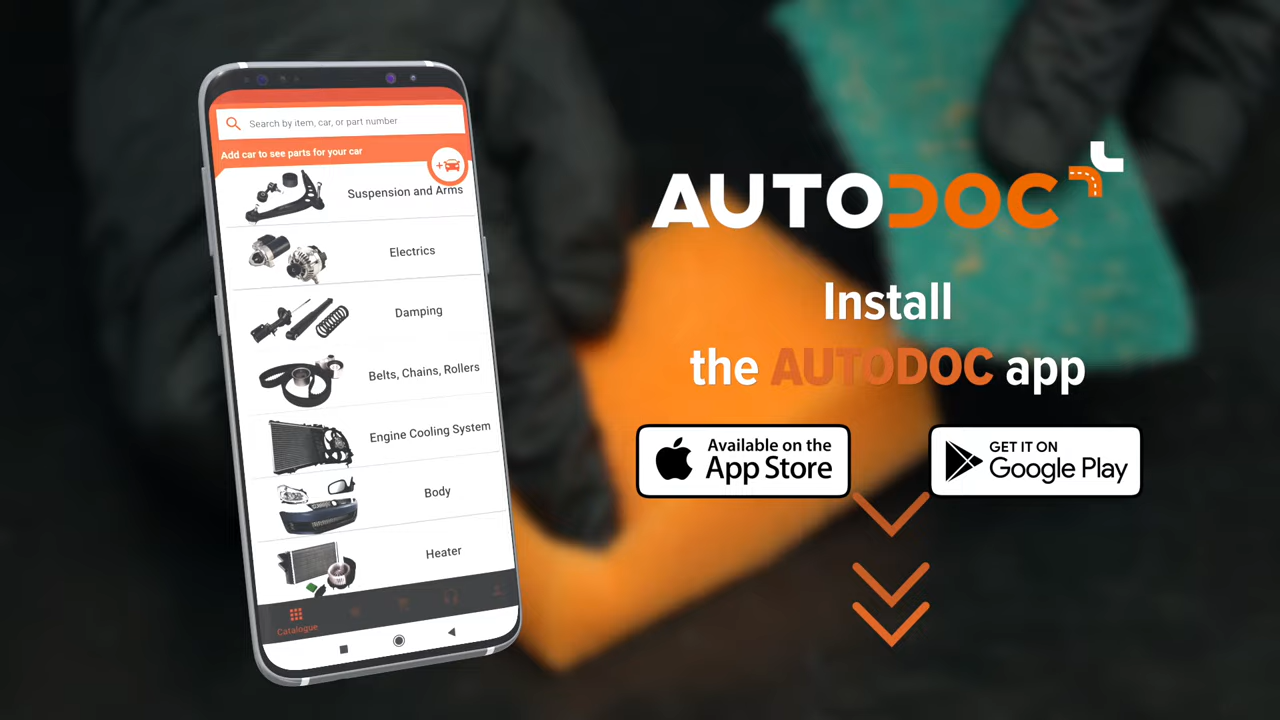 Search by item, car, or part number
Add car to see parts for your car
Suspension and Arms
Electrics
Damping
Belts, Chains, Rollers
Engine Cooling System
Body
Heater
Catalogue
AUTODOC
Install
the AUTODOC app
Available on the
App Store
GET IT ON
Google Play